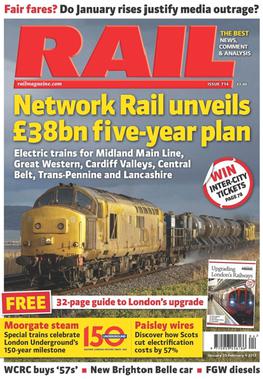 Fair fares? Do January rises justify media outrage?
RAIL
THE BEST
NEWS,
COMMENT
& ANALYSIS
railmagazine.com
ISSUE 714
Network Rail unveils
£38bn five-year plan
Electric trains for Midland Main Line,
Great Western, Cardiff Valleys, Central
Belt, Trans-Pennine and Lancashire
WIN
INTER-CITY
TICKETS
PAGE 78
Upgrading
London's Railways
FREE
32-page guide to London's upgrade
Moorgate steam
Special trains celebrate
London Underground's
150-year milestone
150
UNDERGROUND
Paisley wires
Discover how Scots
cut electrification
costs by 57%
WCRC buys '57s' • New Brighton Belle car • FGW diesels